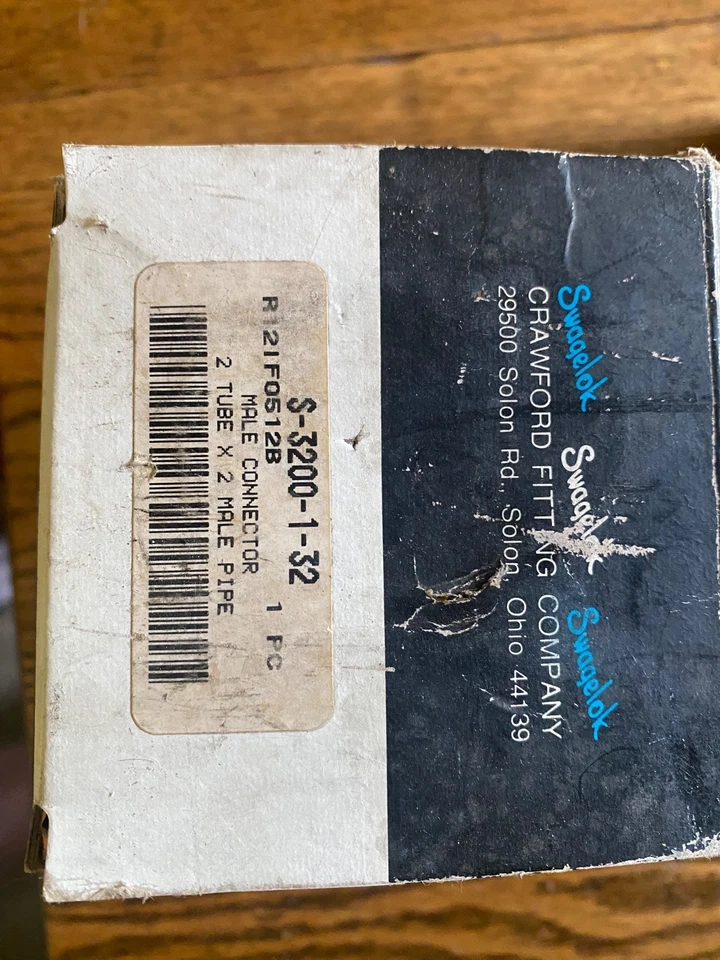 Swagelok Swagelok Swagelok
CRAWFORD FITTING COMPANY
29500 Solon Rd., Solon, Ohio 44139
S-3200-1-32
R121F0512B 1 PC
MALE CONNECTOR
2 TUBE X 2 MALE PIPE